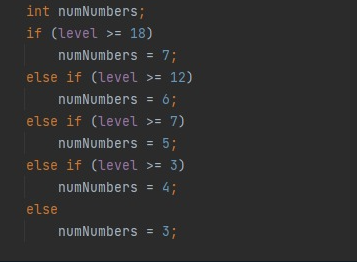 int numNumbers;
if (level >= 18)
    numNumbers = 7;
else if (level >= 12)
    numNumbers = 6;
else if (level >= 7)
    numNumbers = 5;
else if (level >= 3)
    numNumbers = 4;
else
    numNumbers = 3;